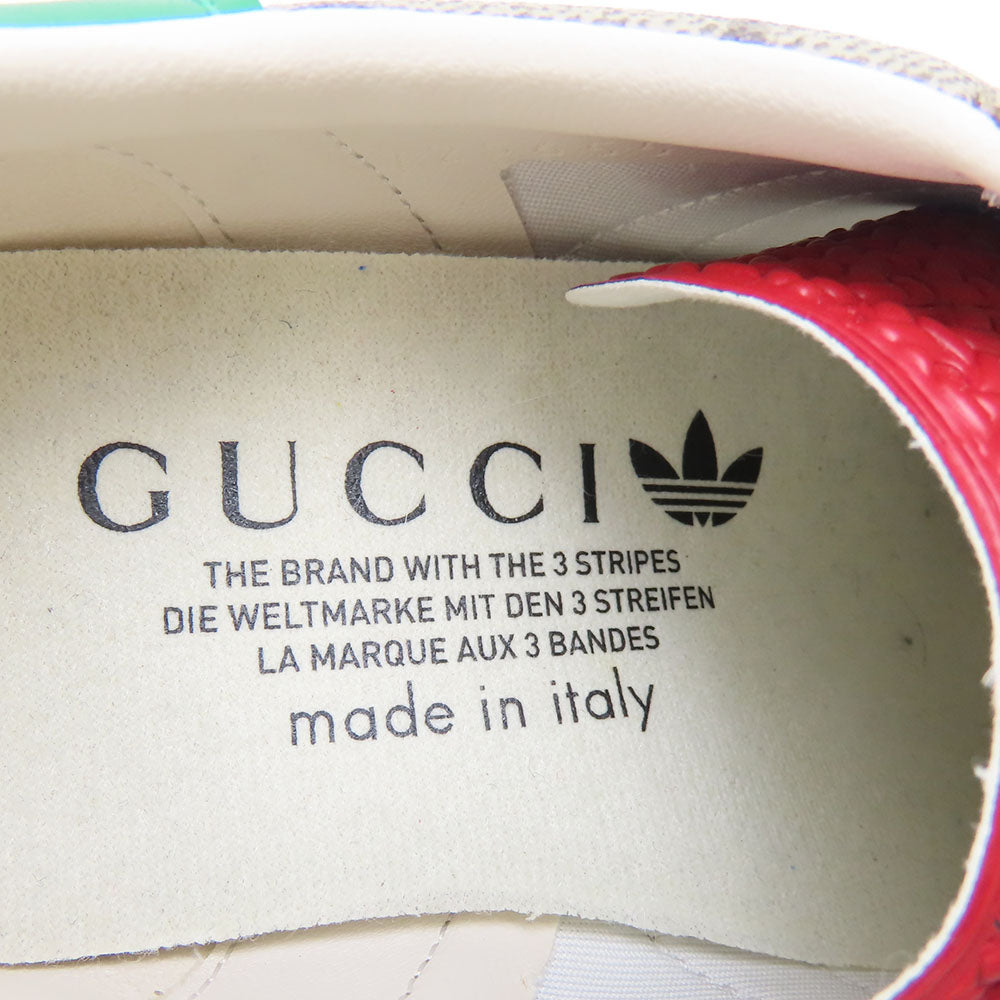 GUCCI
THE BRAND WITH THE 3 STRIPES
DIE WELTMARKE MIT DEN 3 STREIFEN
LA MARQUE AUX 3 BANDES
made in italy